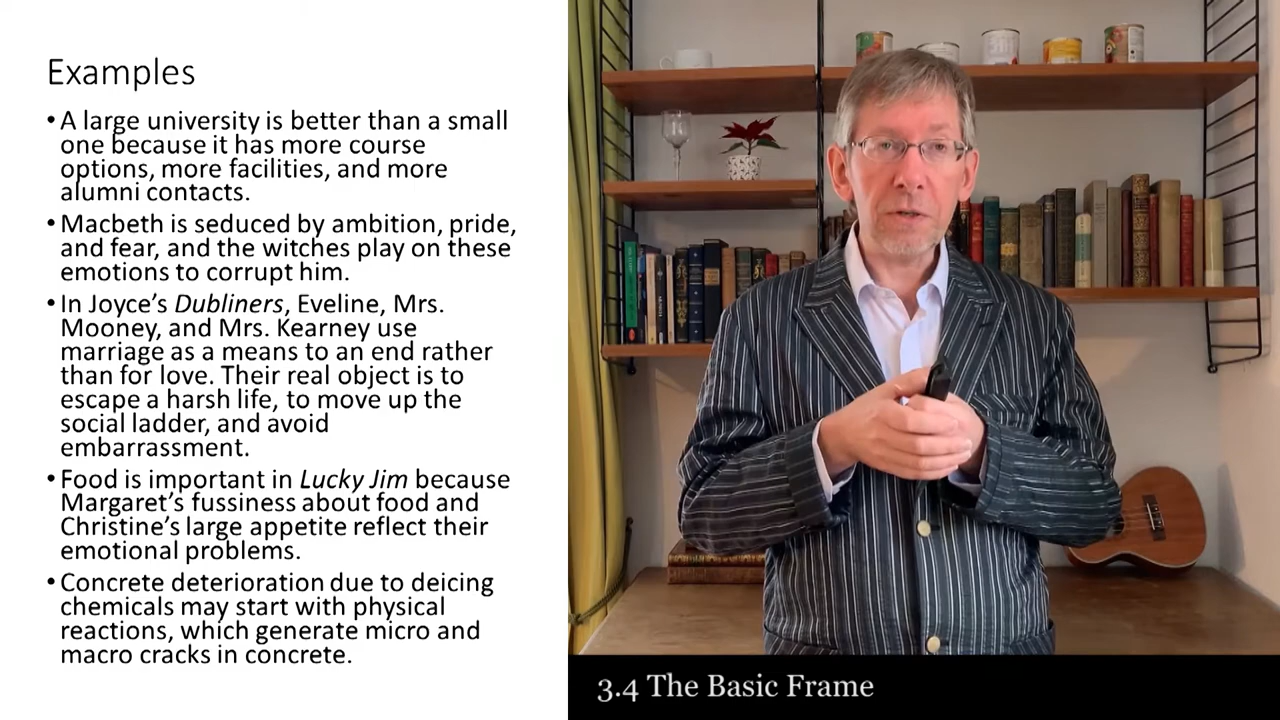 Examples
• A large university is better than a small
one because it has more course
options, more facilities, and more
alumni contacts.
• Macbeth is seduced by ambition, pride,
and fear, and the witches play on these
emotions to corrupt him.
• In Joyce’s Dubliners, Eveline, Mrs.
Mooney, and Mrs. Kearney use
marriage as a means to an end rather
than for love. Their real object is to
escape a harsh life, to move up the
social ladder, and avoid
embarrassment.
• Food is important in Lucky Jim because
Margaret’s fussiness about food and
Christine’s large appetite reflect their
emotional problems.
• Concrete deterioration due to deicing
chemicals may start with physical
reactions, which generate micro and
macro cracks in concrete.
3.4 The Basic Frame